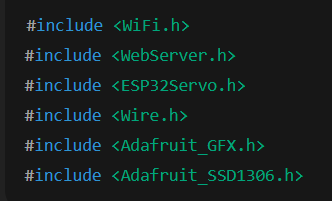 #include <WiFi.h>
#include <WebServer.h>
#include <ESP32Servo.h>
#include <Wire.h>
#include <Adafruit_GFX.h>
#include <Adafruit_SSD1306.h>